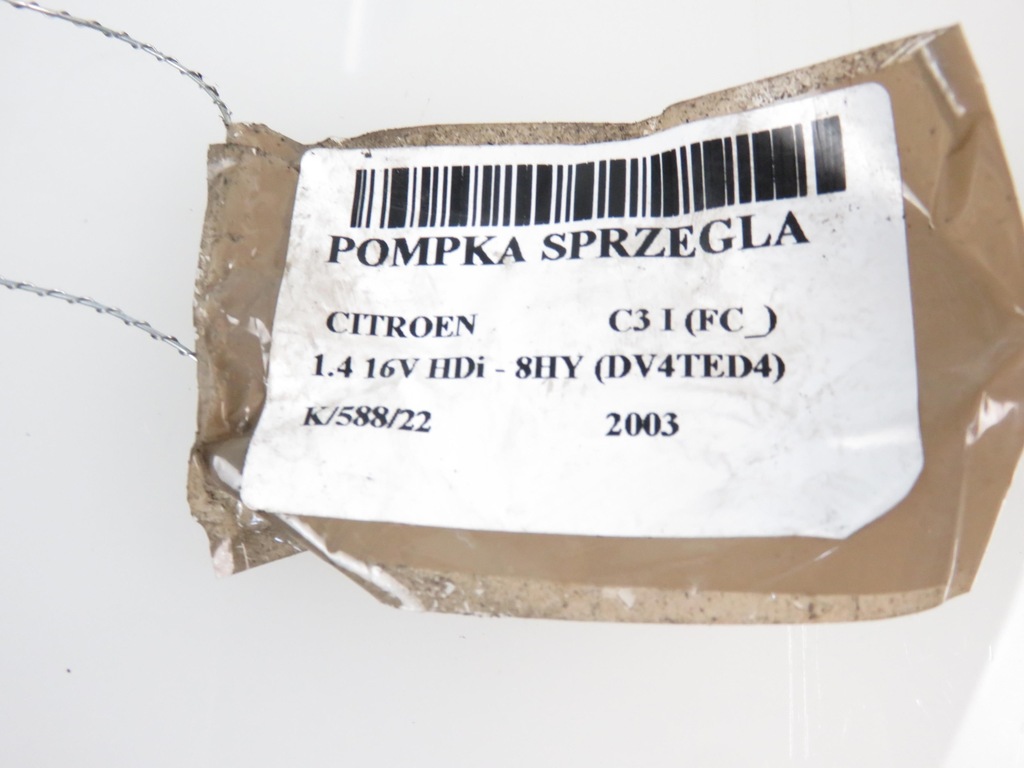 POMPKA SPRZEGLA
CITROEN C3 I (FC_)
1.4 16V HDi - 8HY (DV4TED4)
K/588/22 2003